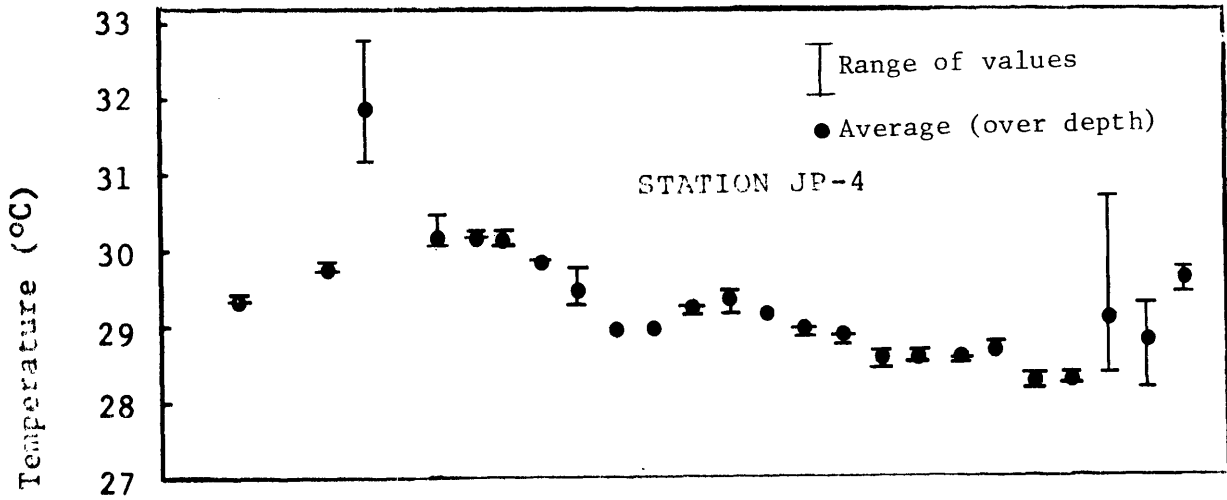 33
Range of values
32
Average (over depth)
31
STATION JP-4
30
29
28
27
Temperature (°C)